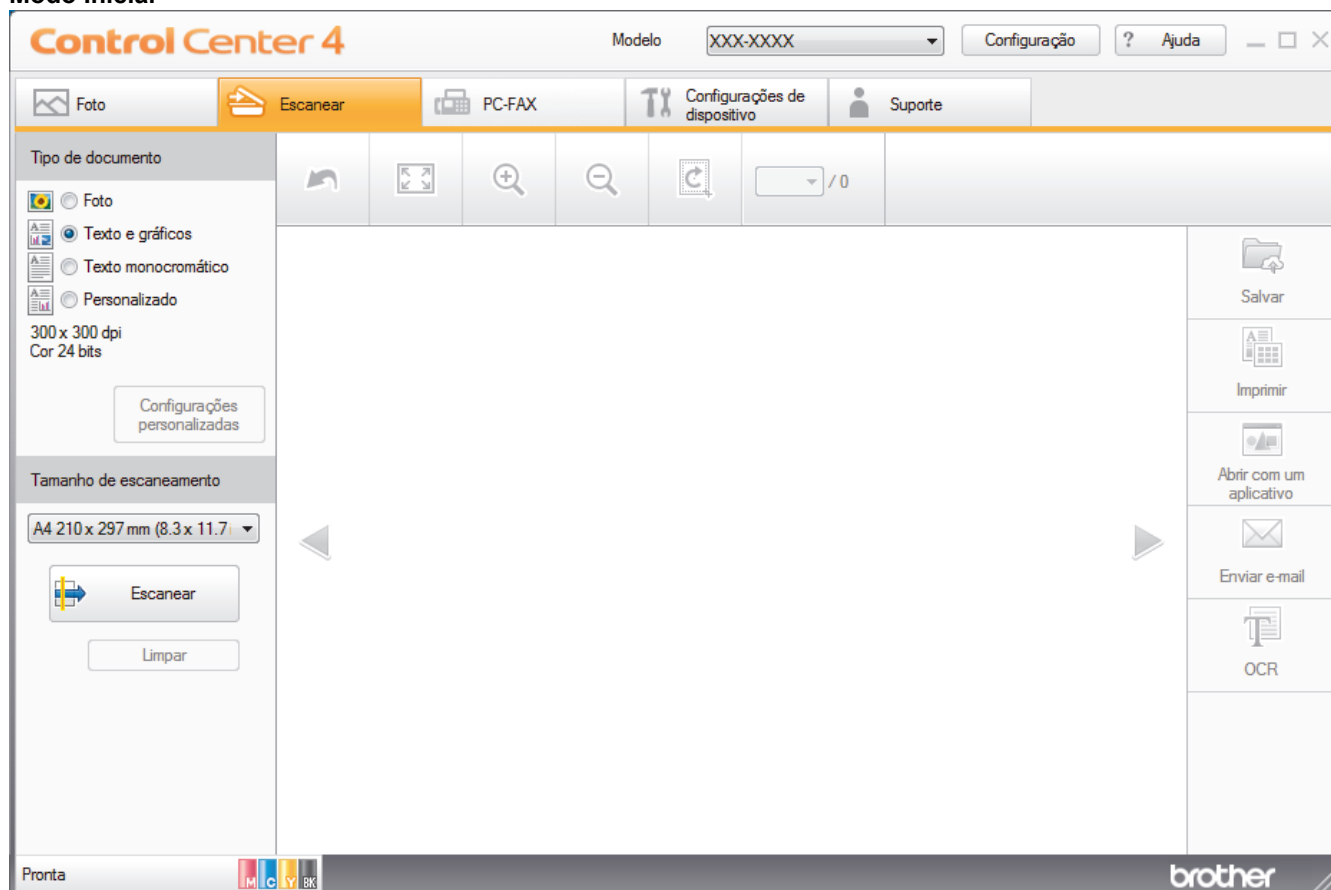 Modo Inicial
Control Center 4
Modelo
XXX-XXXX
Configuração
? Ajuda
Foto
Escanear
PC-FAX
Configurações de
dispositivo
Suporte
Tipo de documento
/ 0
Foto
Texto e gráficos
Texto monocromático
Personalizado
300 x 300 dpi
Cor 24 bits
Configurações
personalizadas
Tamanho de escaneamento
A4 210 x 297 mm (8.3 x 11.7
Escanear
Limpar
Salvar
Imprimir
Abrir com um
aplicativo
Enviar e-mail
OCR
Pronta
M C Y BK
brother